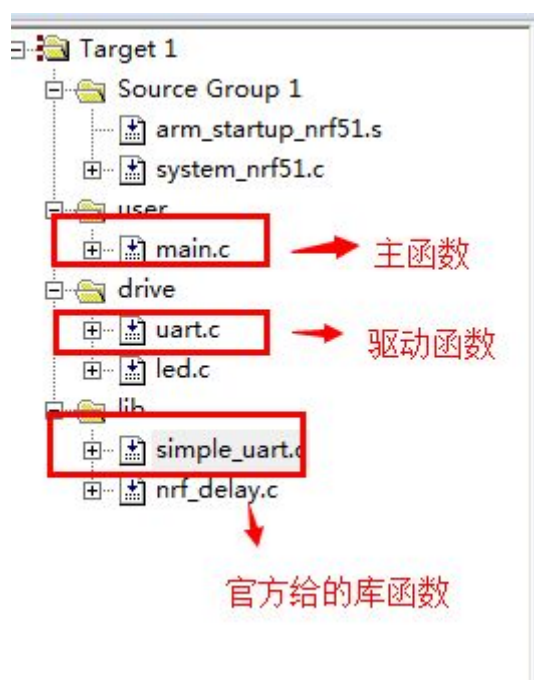 Target 1
Source Group 1
arm_startup_nrf51.s
system_nrf51.c
user
main.c
主函数
drive
uart.c
驱动函数
led.c
lib
simple_uart.c
nrf_delay.c
官方给的库函数